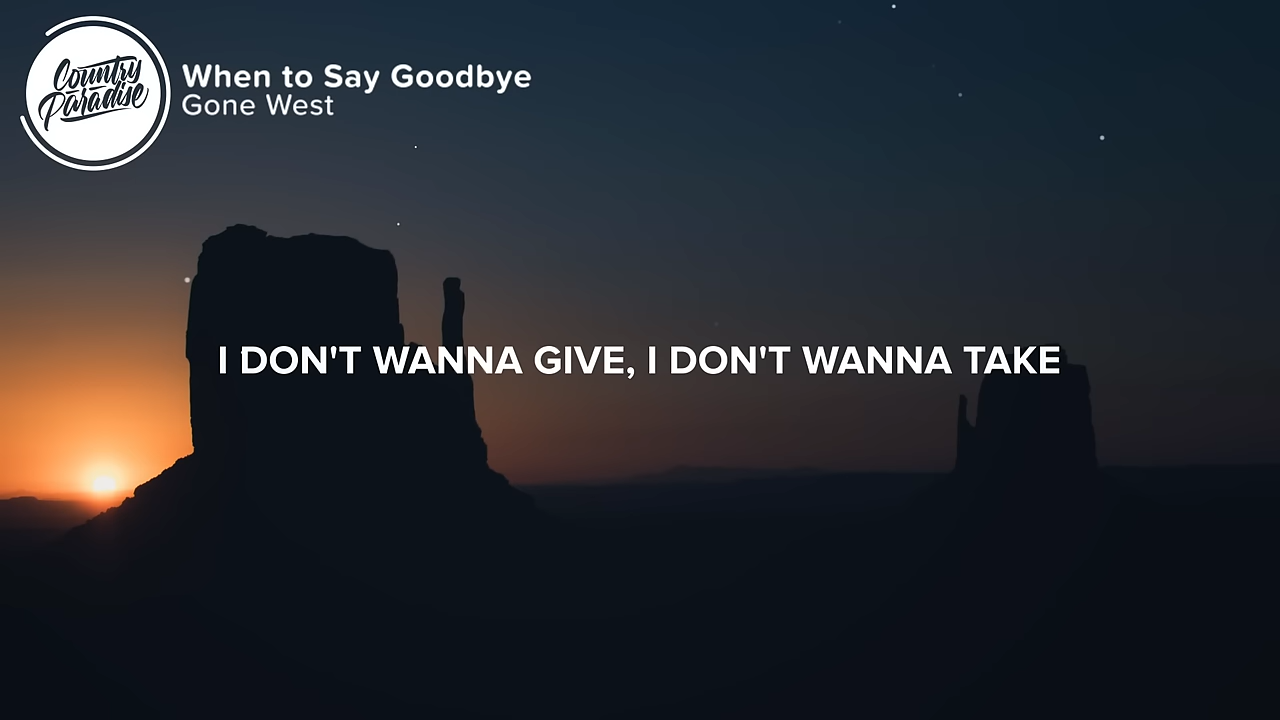 Country
Paradise
When to Say Goodbye
Gone West
I DON'T WANNA GIVE, I DON'T WANNA TAKE